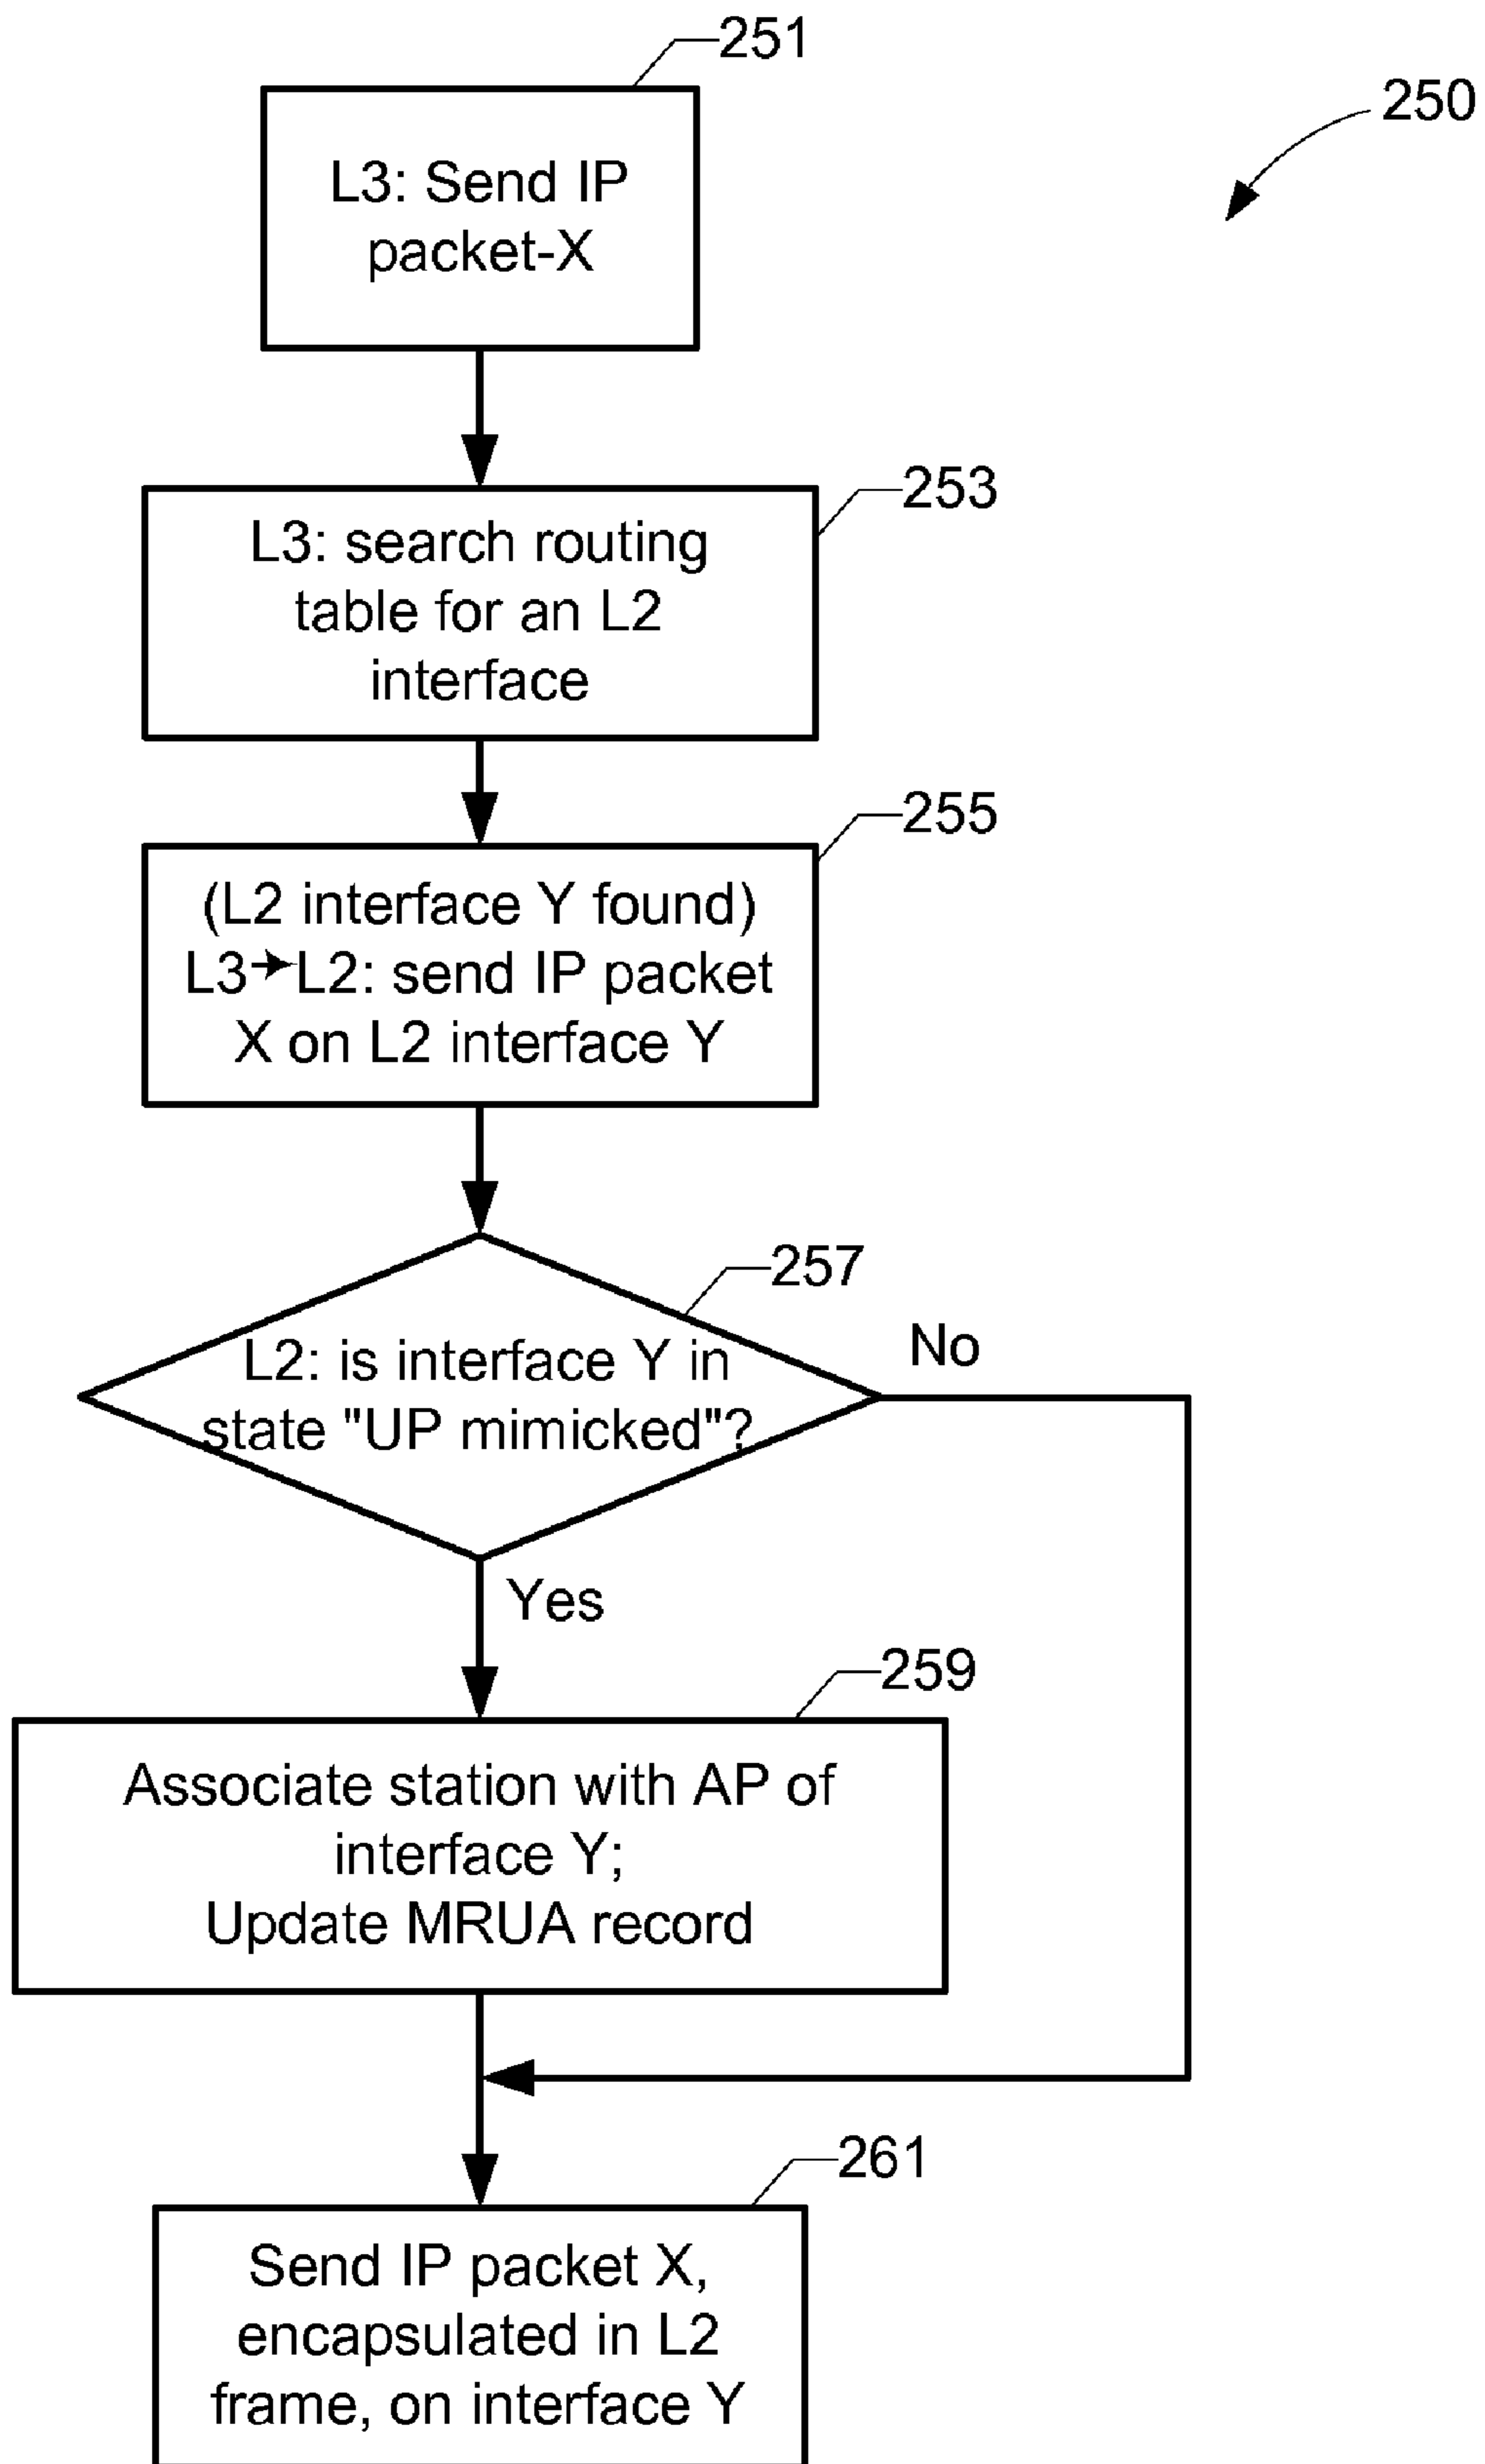 251
250
L3: Send IP
packet-X
253
L3: search routing
table for an L2
interface
255
(L2 interface Y found)
L3→L2: send IP packet
X on L2 interface Y
257
L2: is interface Y in
state "UP mimicked"?
No
Yes
259
Associate station with AP of
interface Y;
Update MRUA record
261
Send IP packet X,
encapsulated in L2
frame, on interface Y